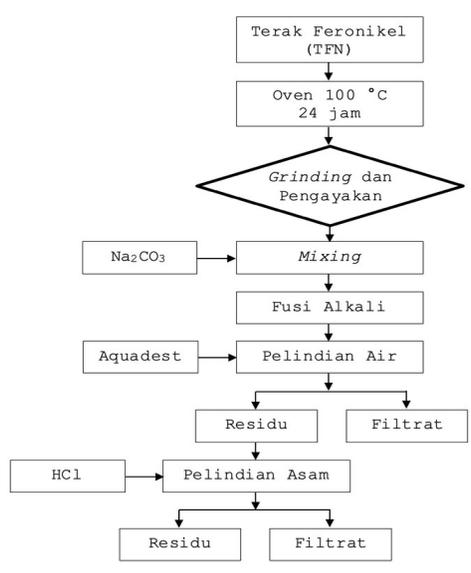 Terak Feronikel
(TFN)
Oven 100 °C
24 jam
Grinding dan
Pengayakan
Na₂CO₃
Mixing
Fusi Alkali
Aquadest
Pelindian Air
Residu
Filtrat
HCl
Pelindian Asam
Residu
Filtrat